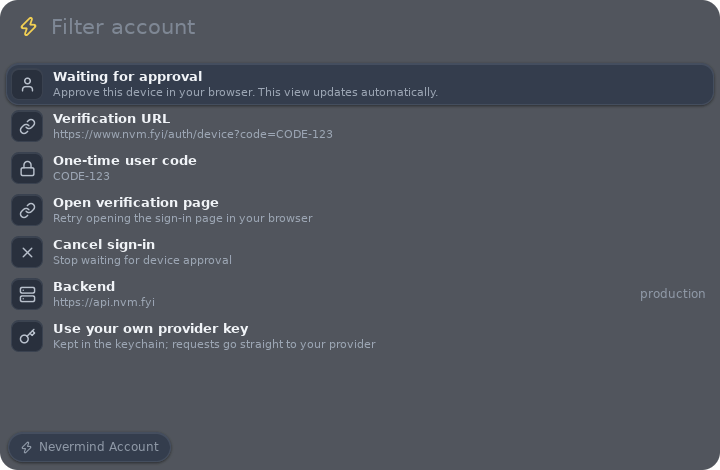 Filter account
Waiting for approval
Approve this device in your browser. This view updates automatically.
Verification URL
https://www.nvm.fyi/auth/device?code=CODE-123
One-time user code
CODE-123
Open verification page
Retry opening the sign-in page in your browser
Cancel sign-in
Stop waiting for device approval
Backend
https://api.nvm.fyi
production
Use your own provider key
Kept in the keychain; requests go straight to your provider
Nevermind Account